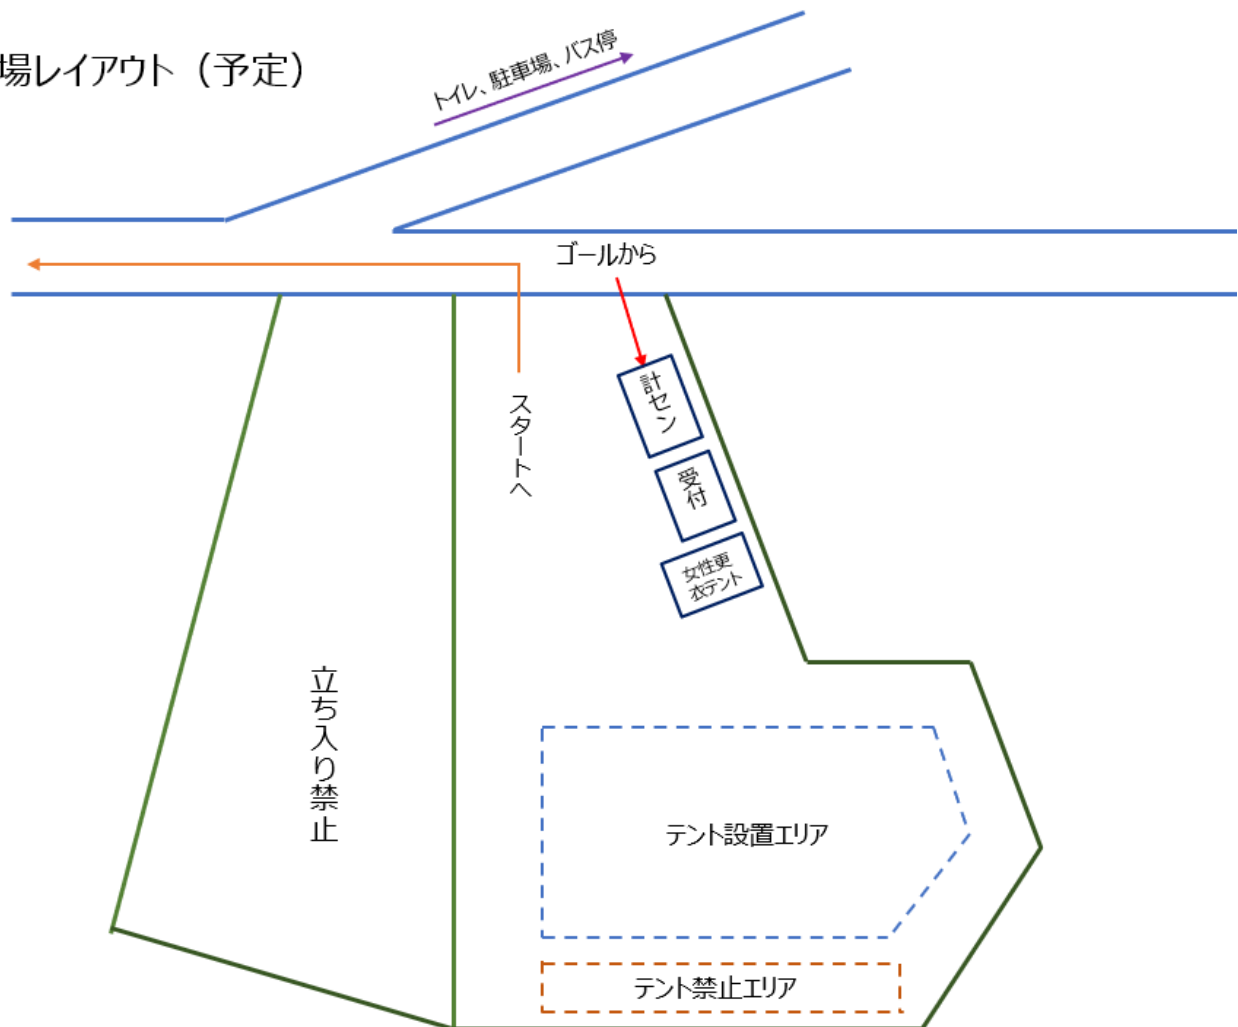 場レイアウト（予定）
トイレ、駐車場、バス停
ゴールから
スタートへ
計セン
受付
女性更
衣テント
立ち入り禁止
テント設置エリア
テント禁止エリア